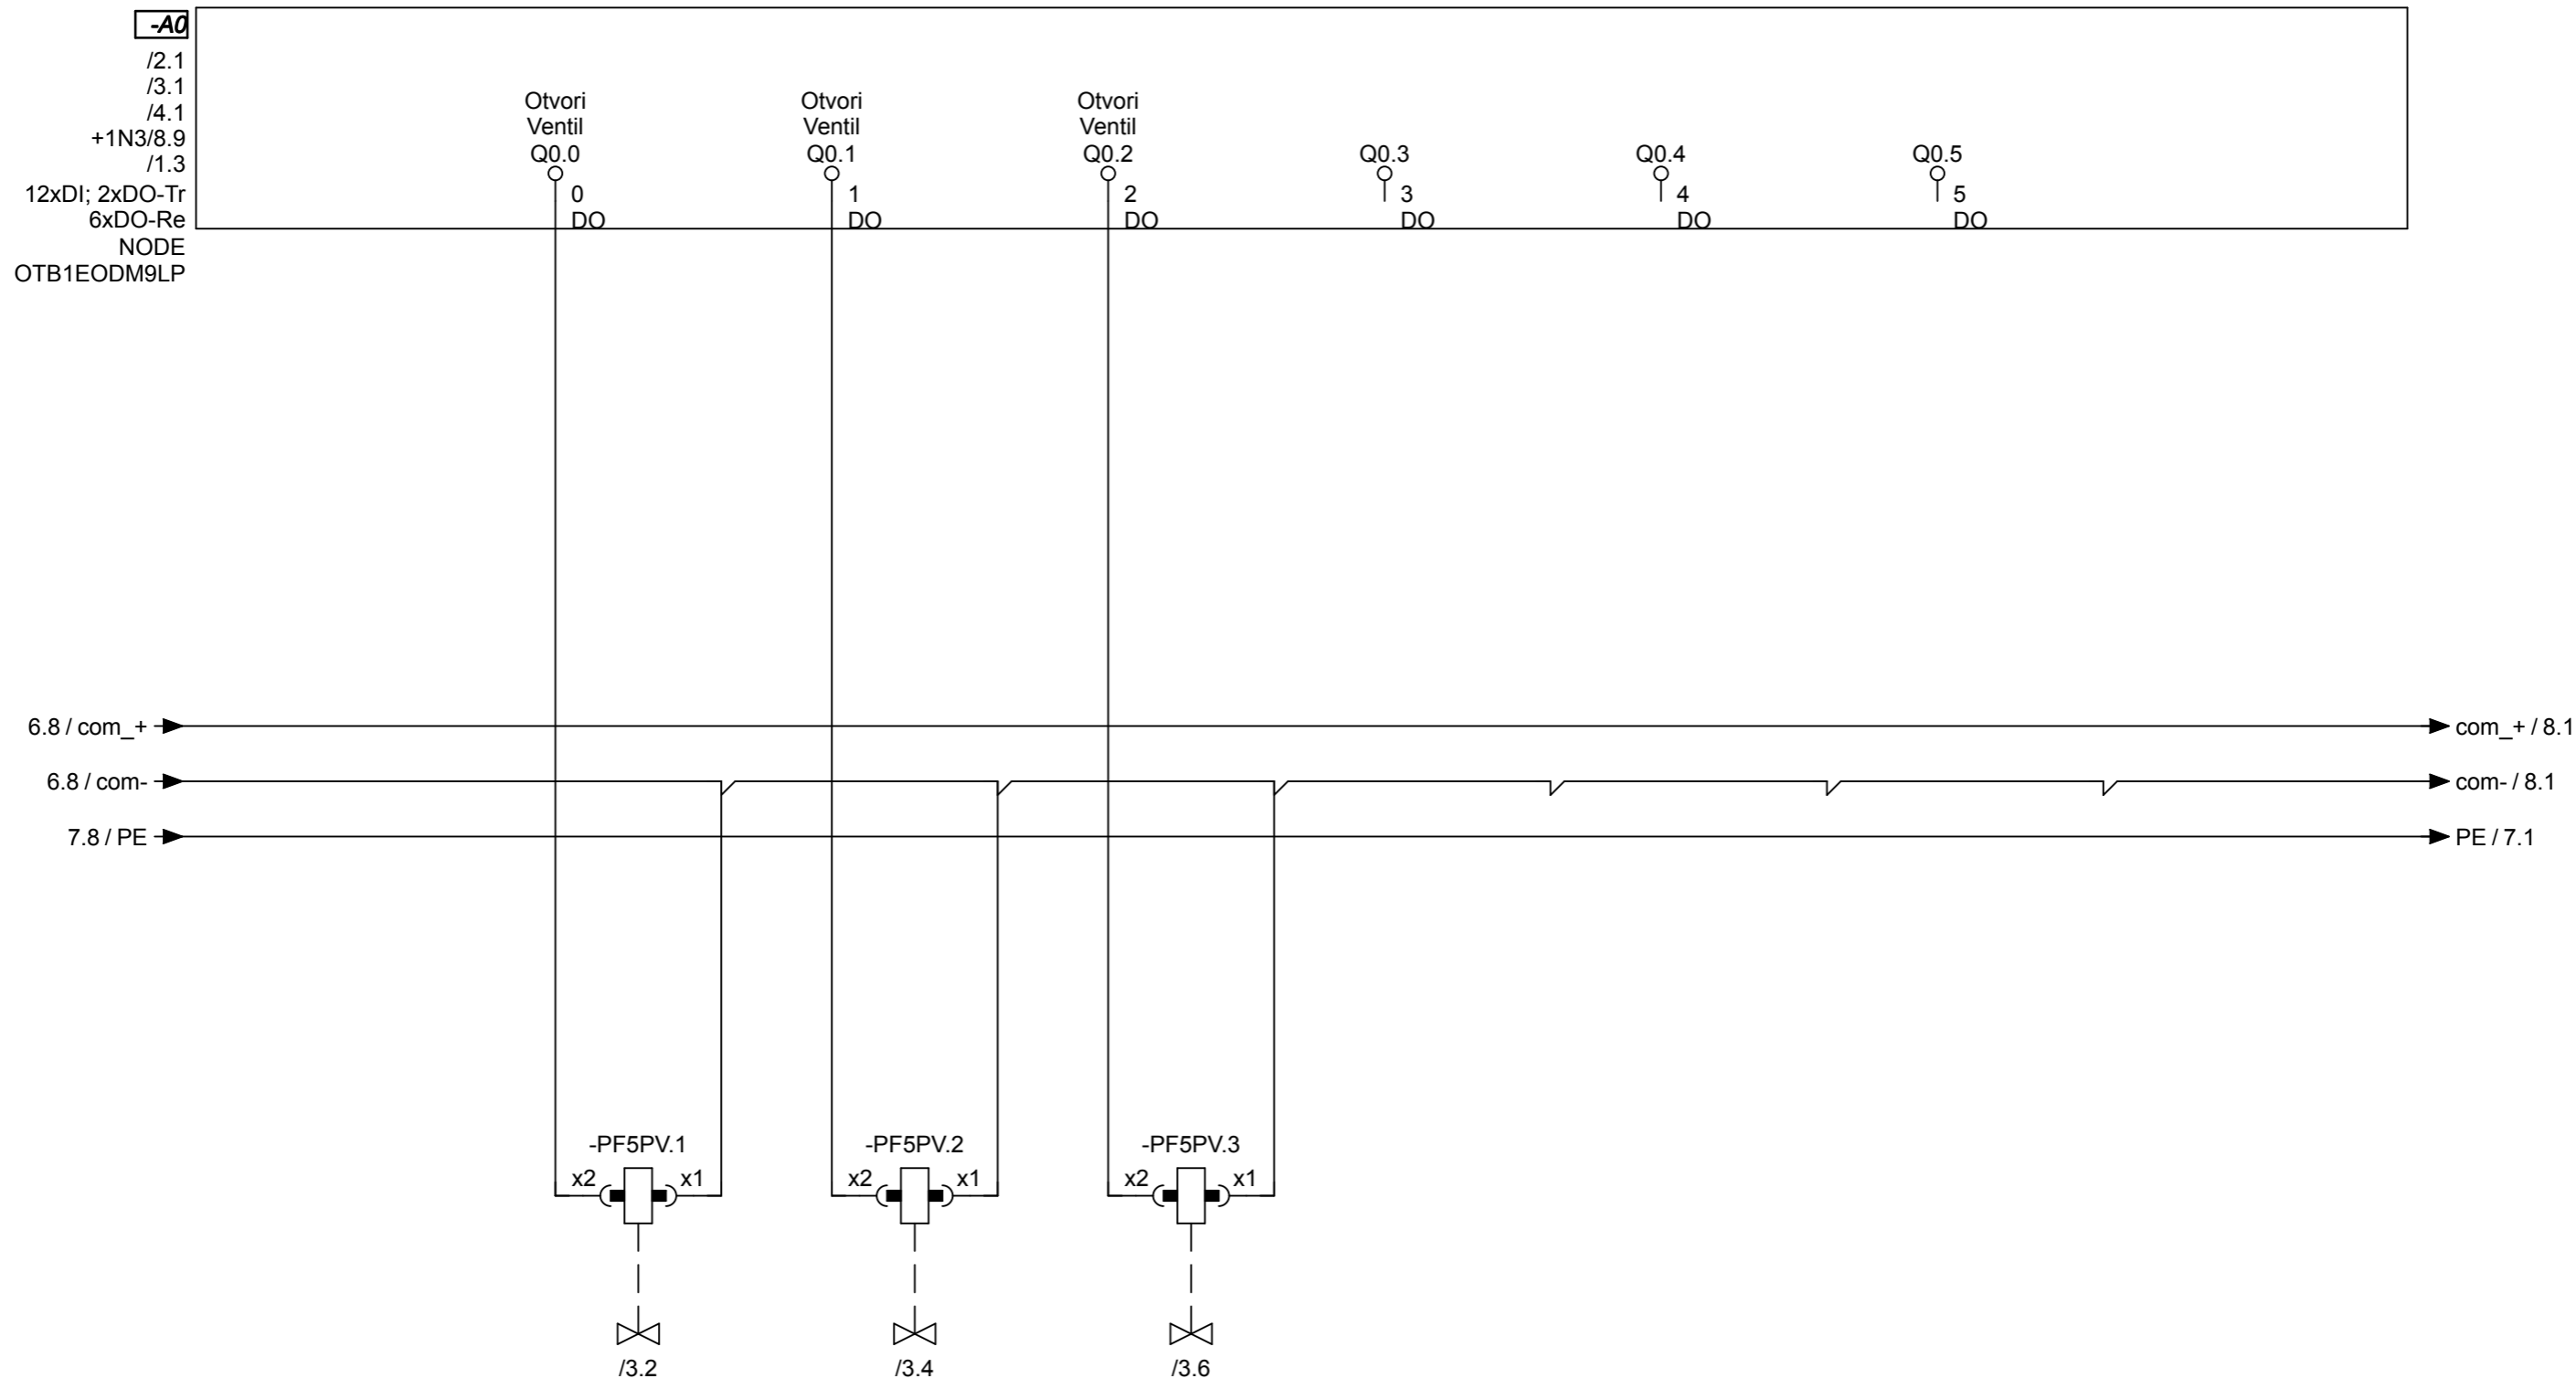 -A0
/2.1
/3.1
/4.1
+1N3/8.9
/1.3
12xDI; 2xDO-Tr
6xDO-Re
NODE
OTB1EODM9LP
Otvori
Ventil
Q0.0
0
DO
Otvori
Ventil
Q0.1
1
DO
Otvori
Ventil
Q0.2
2
DO
Q0.3
3
DO
Q0.4
4
DO
Q0.5
5
DO
6.8 / com_+
com_+ / 8.1
6.8 / com-
com- / 8.1
7.8 / PE
PE / 7.1
-PF5PV.1
x2 x1
/3.2
-PF5PV.2
x2 x1
/3.4
-PF5PV.3
x2 x1
/3.6